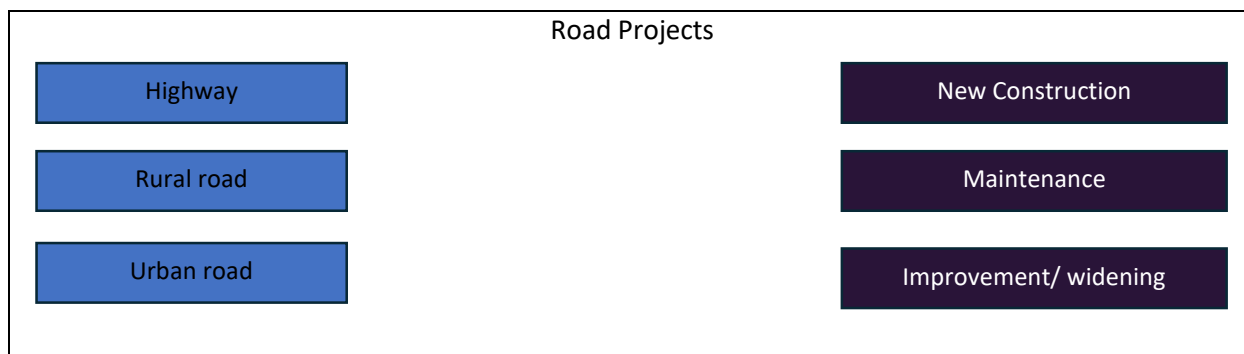 Road Projects
Highway
New Construction
Rural road
Maintenance
Urban road
Improvement/ widening